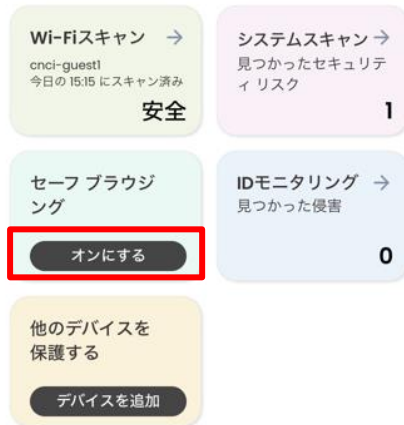 Wi-Fiスキャン
cnci-guest1
今日の 15:15 にスキャン済み
安全
システムスキャン
見つかったセキュリテ
ィ リスク
1
セーフ ブラウジ
ング
オンにする
IDモニタリング
見つかった侵害
0
他のデバイスを
保護する
デバイスを追加